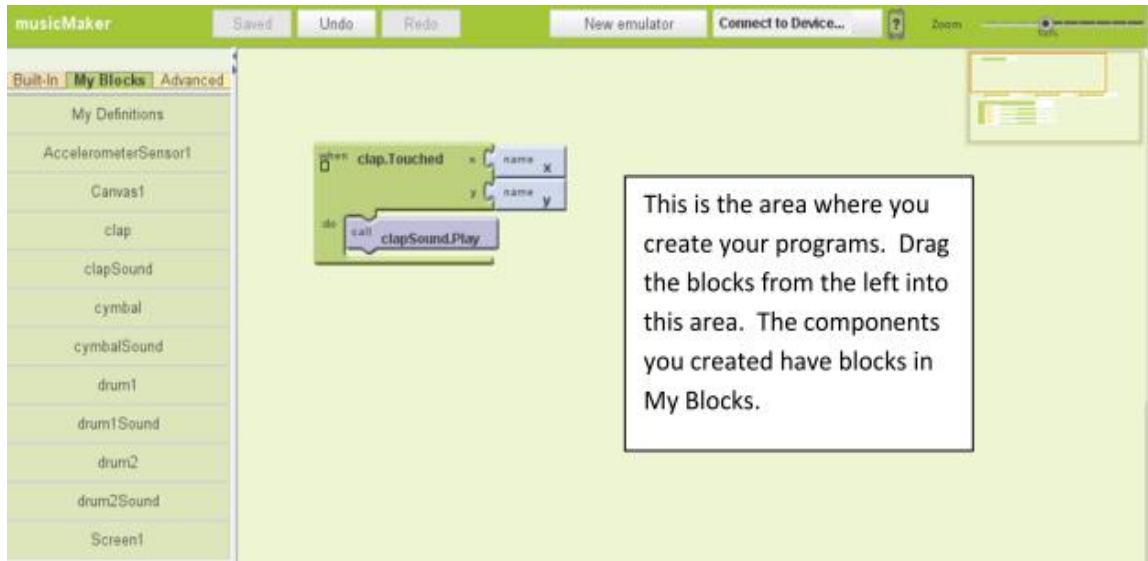 musicMaker Saved Undo Redo New emulator Connect to Device... ? Zoom
Built-In My Blocks Advanced
My Definitions
AccelerometerSensor1
Canvas1
clap
clapSound
cymbal
cymbalSound
drum1
drum1Sound
drum2
drum2Sound
Screen1
when clap.Touched x name x
y name y
do call clapSound.Play
This is the area where you
create your programs. Drag
the blocks from the left into
this area. The components
you created have blocks in
My Blocks.